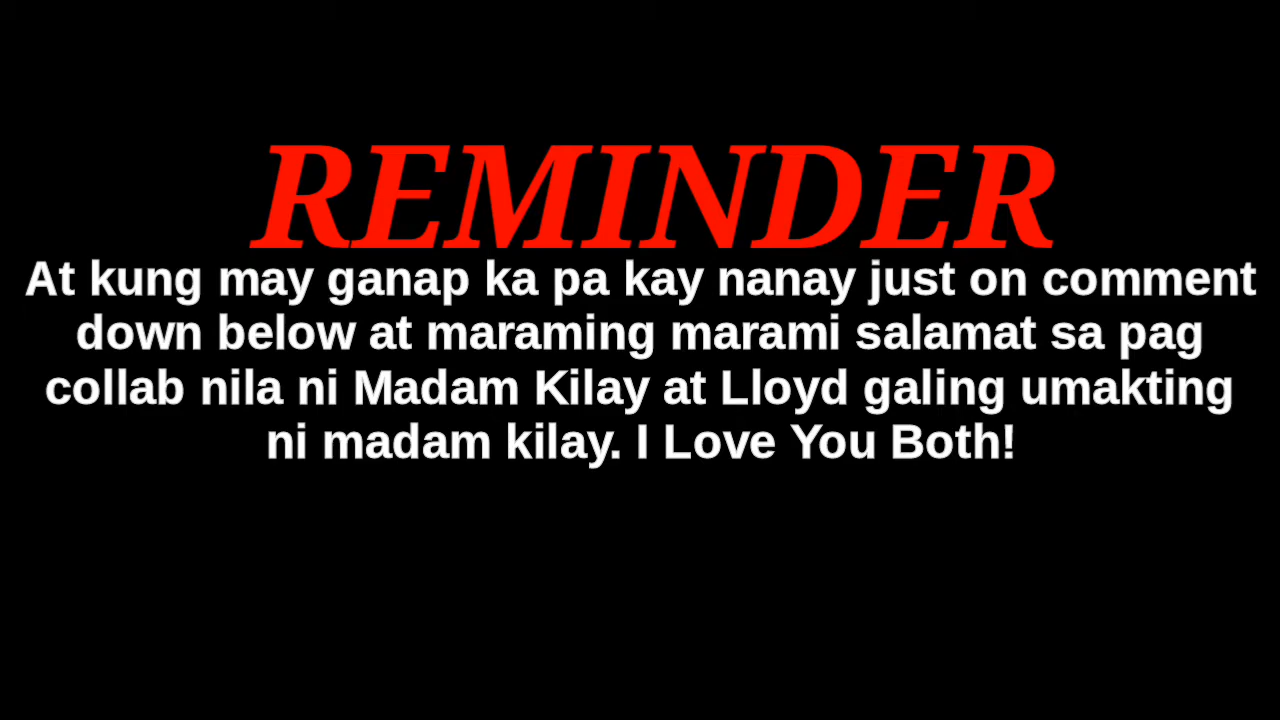 REMINDER
At kung may ganap ka pa kay nanay just on comment
down below at maraming marami salamat sa pag
collab nila ni Madam Kilay at Lloyd galing umakting
ni madam kilay. I Love You Both!